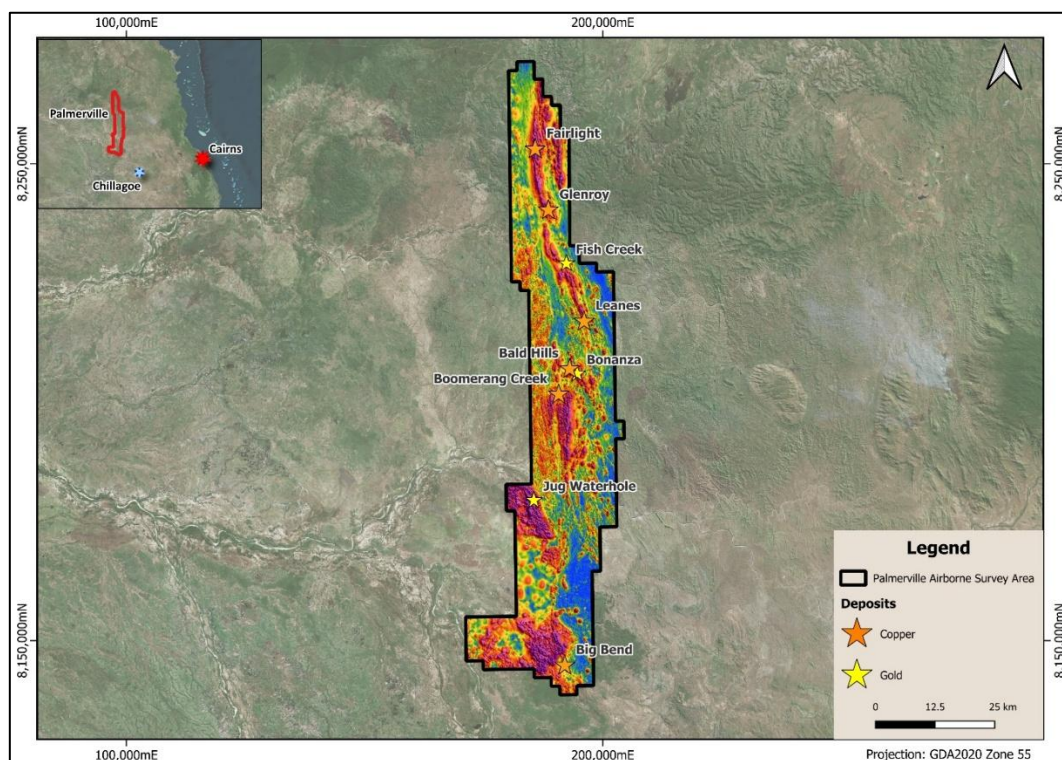 100,000mE
200,000mE
Palmerville
Cairns
Chillagoe
8,250,000mN
8,250,000mN
Fairlight
Glenroy
Fish Creek
Leanes
Bald Hills
Bonanza
Boomerang Creek
Jug Waterhole
Big Bend
8,150,000mN
8,150,000mN
Legend
Palmerville Airborne Survey Area
Deposits
Copper
Gold
0 12.5 25 km
100,000mE
200,000mE
Projection: GDA2020 Zone 55